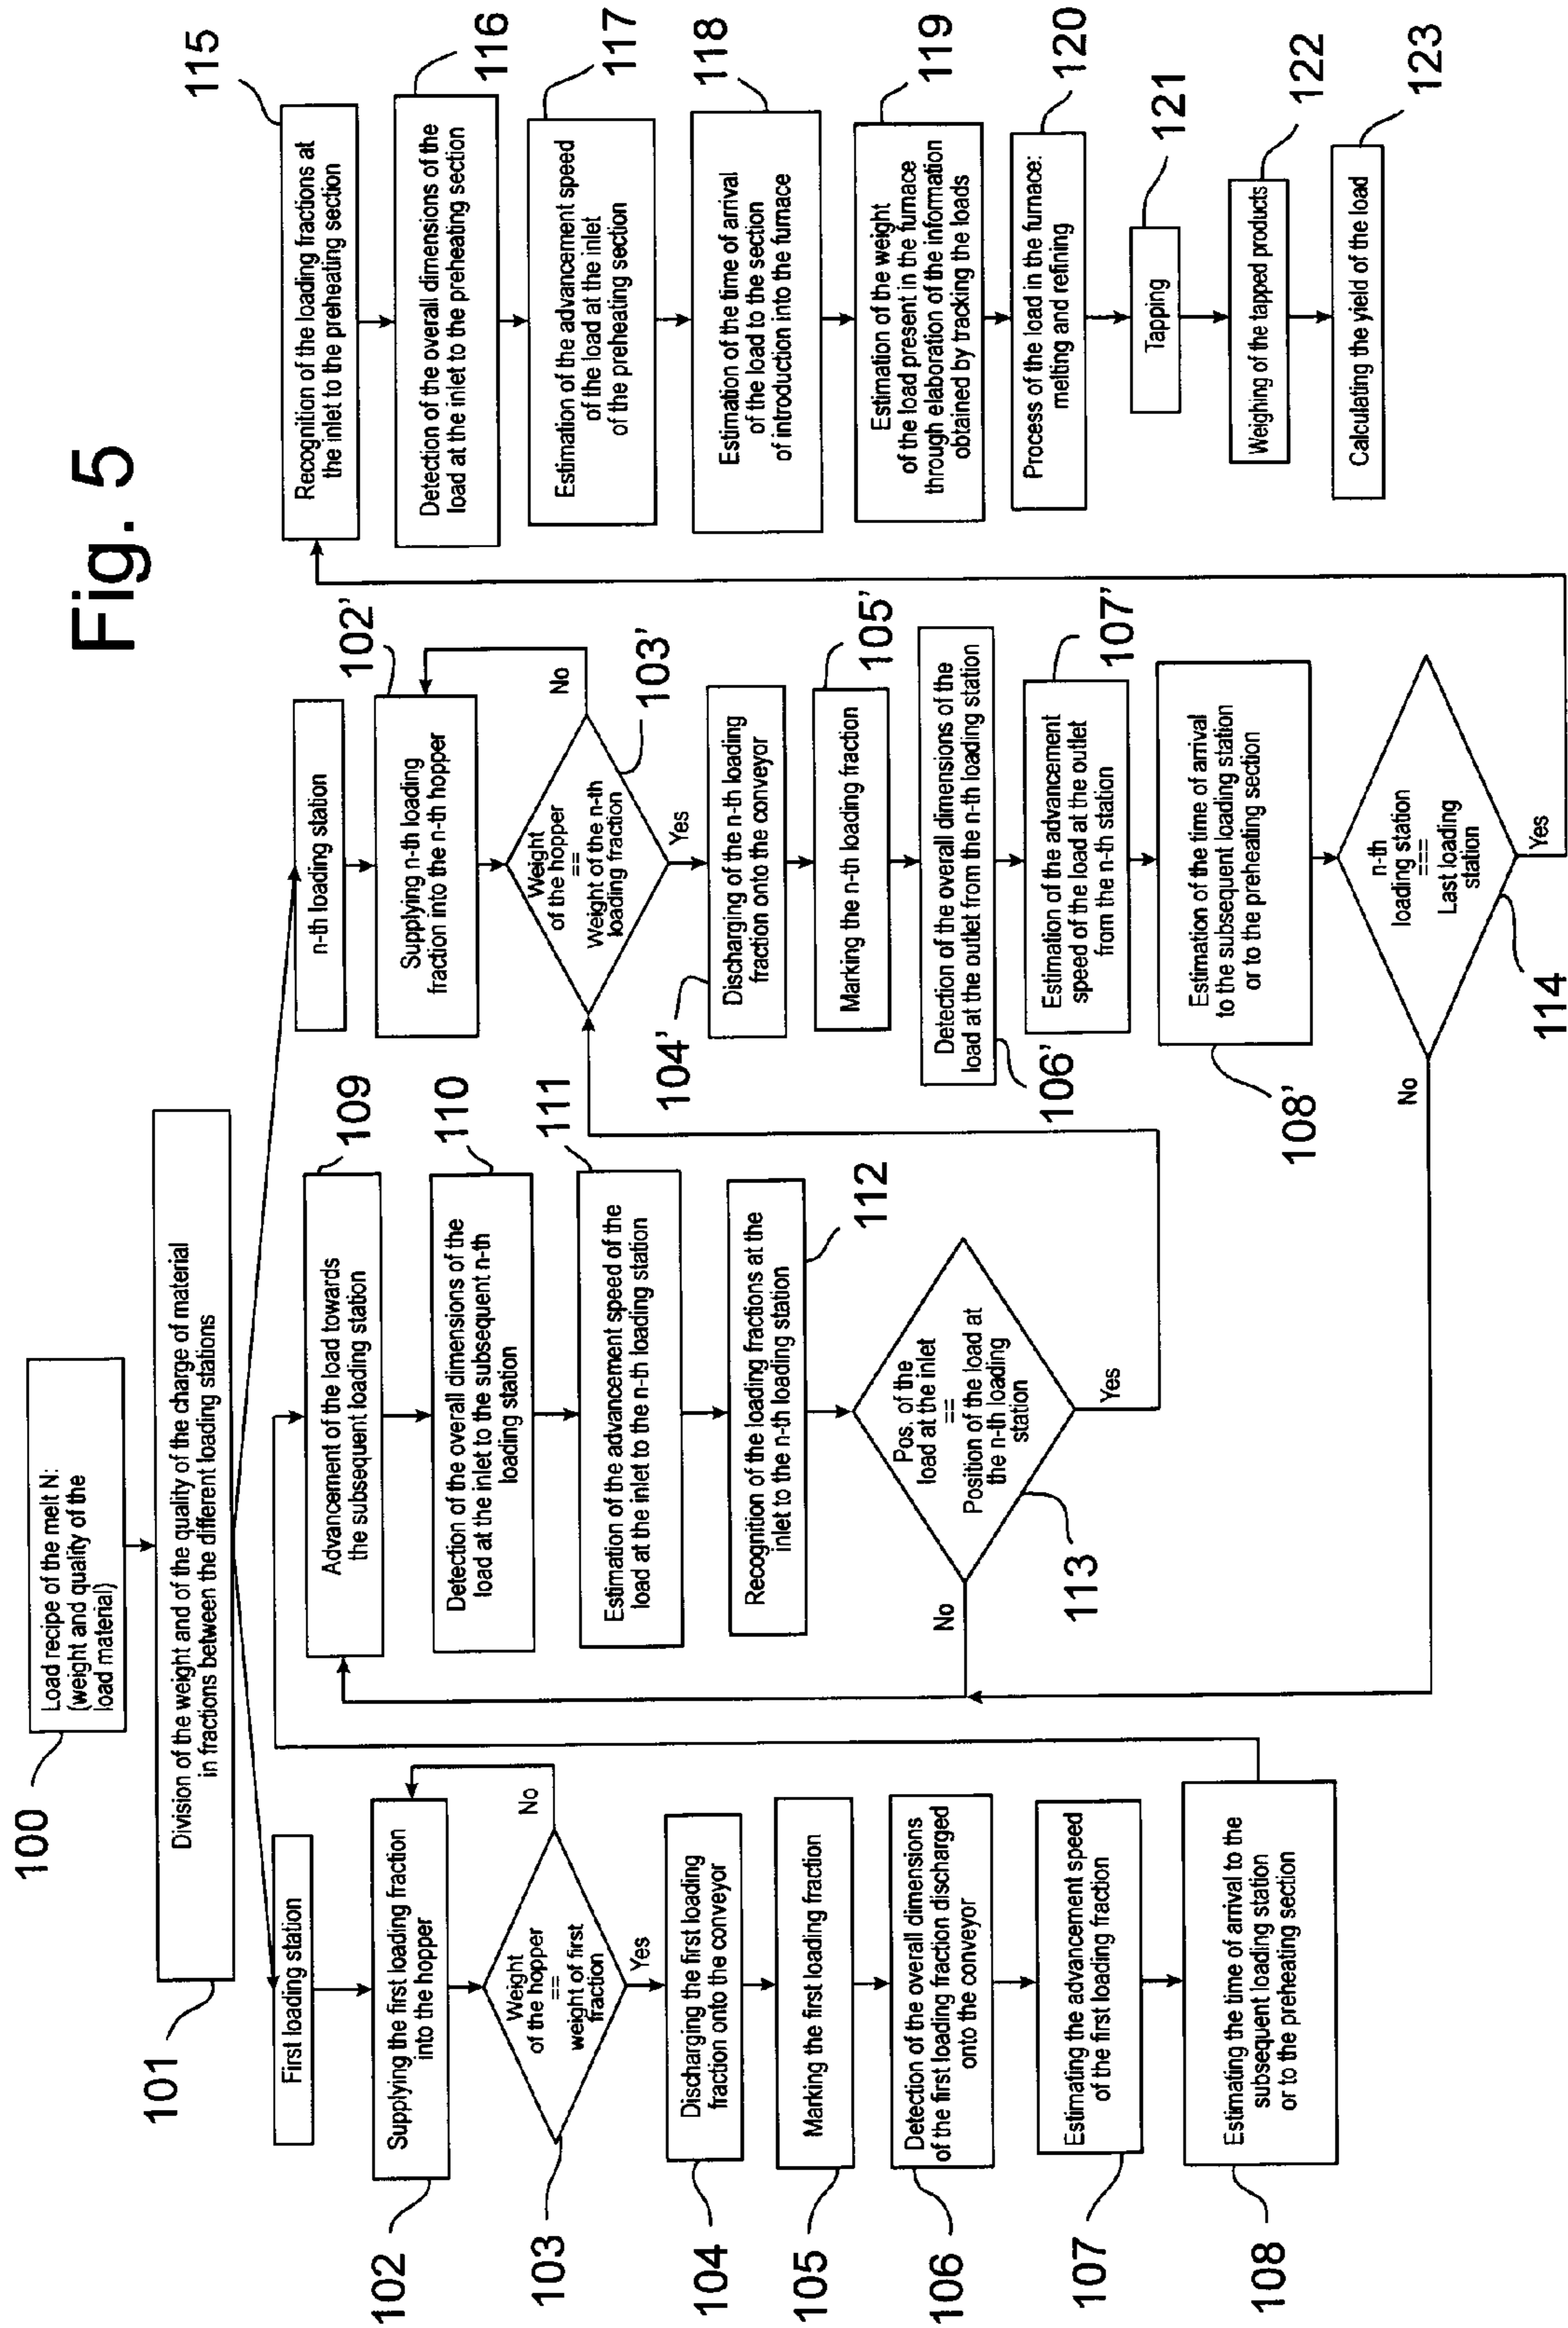 Fig. 5
100
Load recipe of the melt N:
(weight and quality of the
load material)
101
Division of the weight and of the quality of the charge of material
in fractions between the different loading stations
First loading station
102
Supplying the first loading fraction
into the hopper
103
Weight
of the hopper
==
weight of first
fraction
No
Yes
104
Discharging the first loading
fraction onto the conveyor
105
Marking the first loading fraction
106
Detection of the overall dimensions
of the first loading fraction discharged
onto the conveyor
107
Estimating the advancement speed
of the first loading fraction
108
Estimating the time of arrival to the
subsequent loading station
or to the preheating section
109
Advancement of the load towards
the subsequent loading station
110
Detection of the overall dimensions of the
load at the inlet to the subsequent n-th
loading station
111
Estimation of the advancement speed of the
load at the inlet to the n-th loading station
112
Recognition of the loading fractions at the
inlet to the n-th loading station
113
Pos. of the
load at the inlet
==
Position of the load at
the n-th loading
station
No
Yes
n-th loading station
102'
Supplying n-th loading
fraction into the n-th hopper
103'
Weight
of the hopper
==
Weight of the n-th
loading fraction
No
Yes
104'
Discharging of the n-th loading
fraction onto the conveyor
105'
Marking the n-th loading fraction
106'
Detection of the overall dimensions of the
load at the outlet from the n-th loading station
107'
Estimation of the advancement
speed of the load at the outlet
from the n-th station
108'
Estimation of the time of arrival
to the subsequent loading station
or to the preheating section
114
n-th
loading station
===
Last loading
station
No
Yes
115
Recognition of the loading fractions at
the inlet to the preheating section
116
Detection of the overall dimensions of the
load at the inlet to the preheating section
117
Estimation of the advancement speed
of the load at the inlet
of the preheating section
118
Estimation of the time of arrival
of the load to the section
of introduction into the furnace
119
Estimation of the weight
of the load present in the furnace
through elaboration of the information
obtained by tracking the loads
120
Process of the load in the furnace:
melting and refining
121
Tapping
122
Weighing of the tapped products
123
Calculating the yield of the load